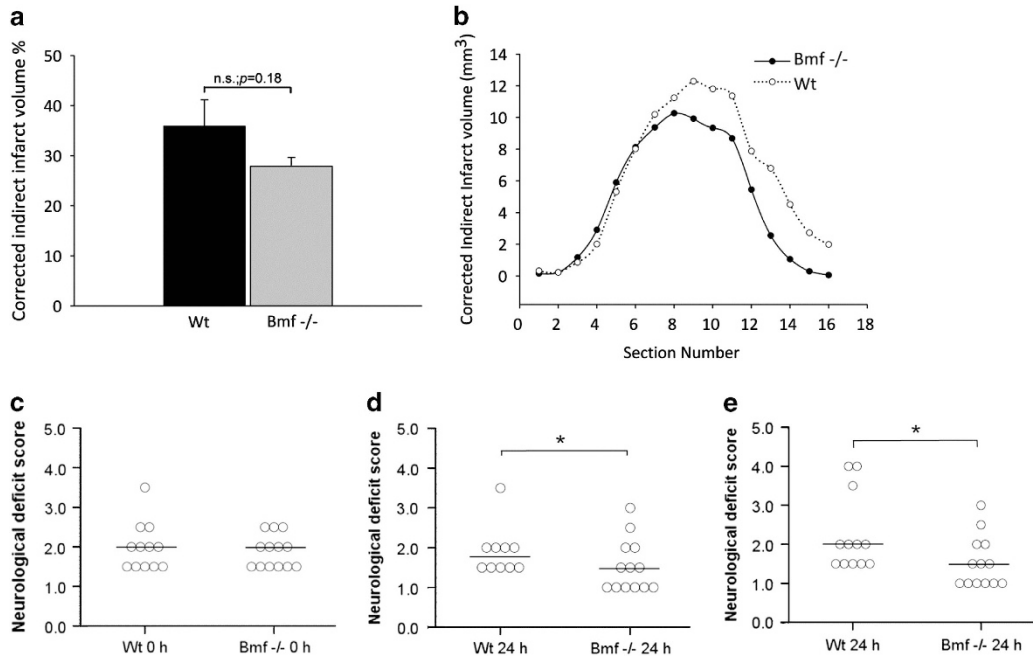 a
Corrected indirect infarct volume %
50
40
30
20
10
0
n.s.;p=0.18
Wt
Bmf -/-
b
Corrected Indirect Infarct volume (mm3)
14
12
10
8
6
4
2
0
Bmf -/-
Wt
0 2 4 6 8 10 12 14 16 18
Section Number
c
Neurological deficit score
5.0
4.0
3.0
2.0
1.0
0.0
Wt 0 h
Bmf -/- 0 h
d
Neurological deficit score
5.0
4.0
3.0
2.0
1.0
0.0
*
Wt 24 h
Bmf -/- 24 h
e
Neurological deficit score
5.0
4.0
3.0
2.0
1.0
0.0
*
Wt 24 h
Bmf -/- 24 h